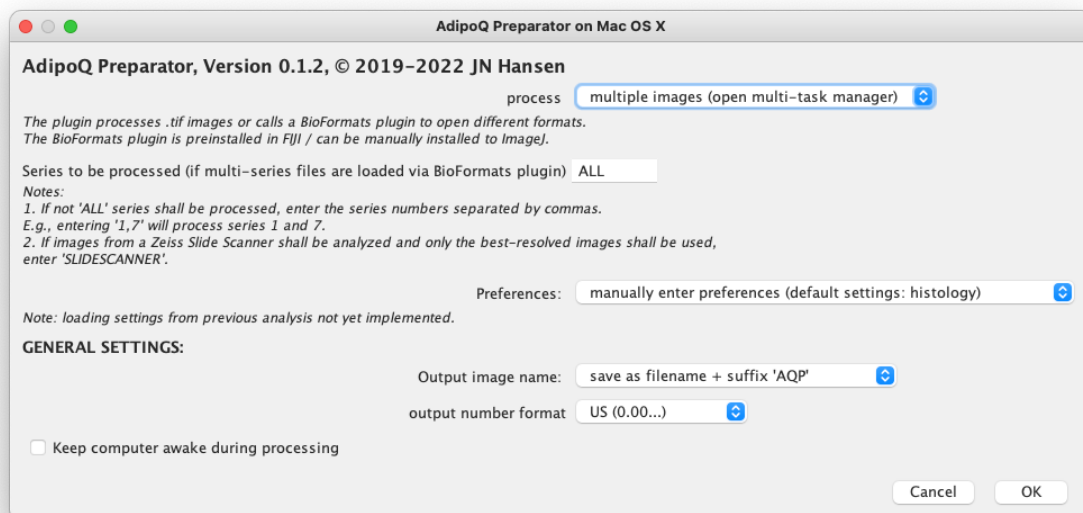 AdipoQ Preparator on Mac OS X
AdipoQ Preparator, Version 0.1.2, © 2019-2022 JN Hansen
process multiple images (open multi-task manager)
The plugin processes .tif images or calls a BioFormats plugin to open different formats.
The BioFormats plugin is preinstalled in FIJI / can be manually installed to ImageJ.
Series to be processed (if multi-series files are loaded via BioFormats plugin) ALL
Notes:
1. If not 'ALL' series shall be processed, enter the series numbers separated by commas.
E.g., entering '1,7' will process series 1 and 7.
2. If images from a Zeiss Slide Scanner shall be analyzed and only the best-resolved images shall be used,
enter 'SLIDESCANNER'.
Preferences: manually enter preferences (default settings: histology)
Note: loading settings from previous analysis not yet implemented.
GENERAL SETTINGS:
Output image name: save as filename + suffix 'AQP'
output number format US (0.00...)
Keep computer awake during processing
Cancel OK